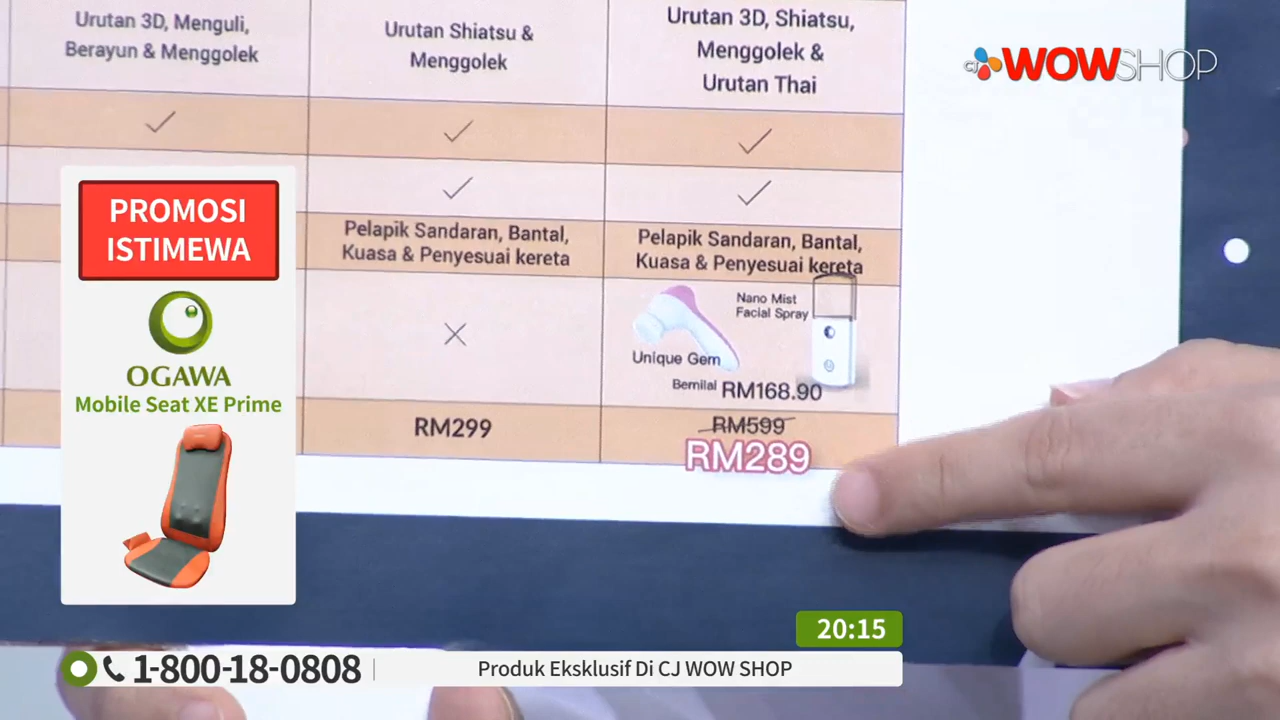 Urutan 3D, Menguli,
Berayun & Menggolek
Urutan Shiatsu &
Menggolek
Urutan 3D, Shiatsu,
Menggolek &
Urutan Thai
CJ WOWSHOP
Pelapik Sandaran, Bantal,
Kuasa & Penyesuai kereta
Pelapik Sandaran, Bantal,
Kuasa & Penyesuai kereta
Nano Mist
Facial Spray
Unique Gem
Bernilai RM168.90
RM299
RM599
RM289
PROMOSI
ISTIMEWA
OGAWA
Mobile Seat XE Prime
20:15
1-800-18-0808
Produk Eksklusif Di CJ WOW SHOP